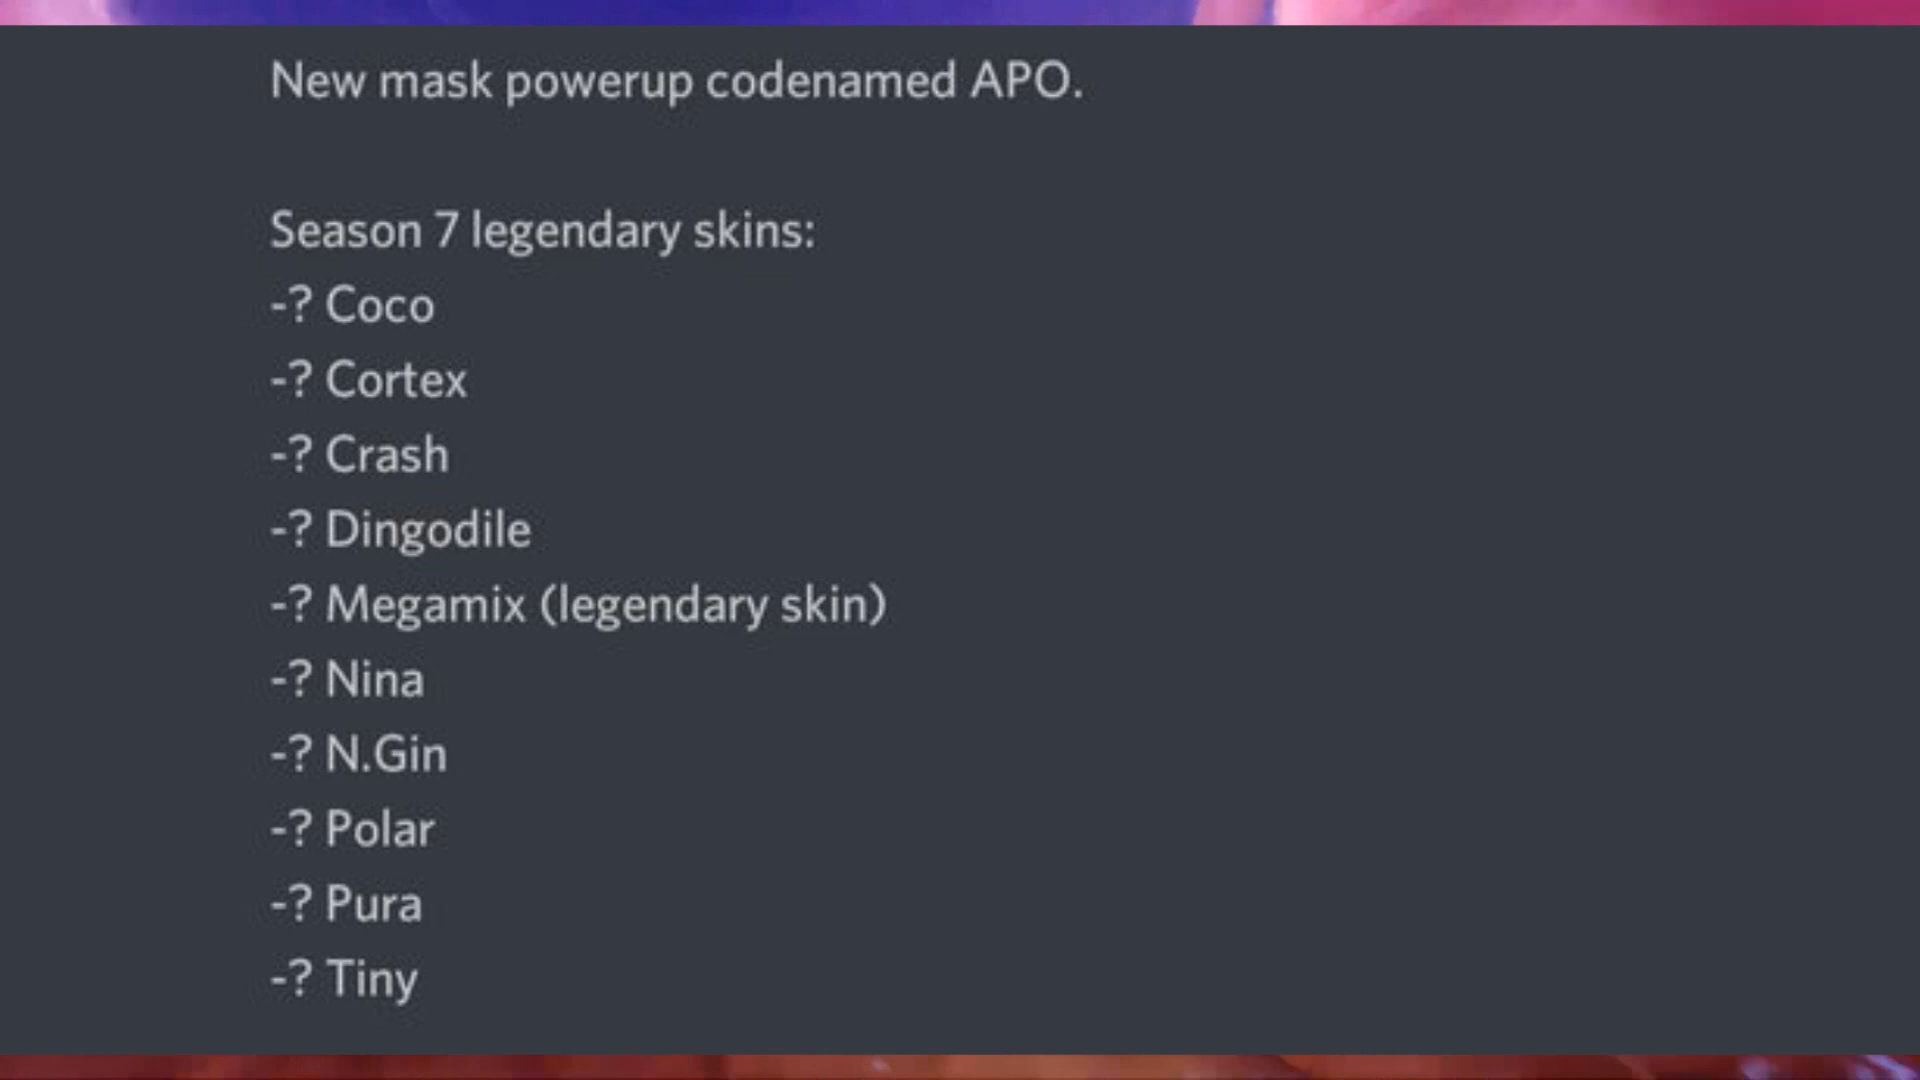 New mask powerup codenamed APO.
Season 7 legendary skins:
-? Coco
-? Cortex
-? Crash
-? Dingodile
-? Megamix (legendary skin)
-? Nina
-? N.Gin
-? Polar
-? Pura
-? Tiny